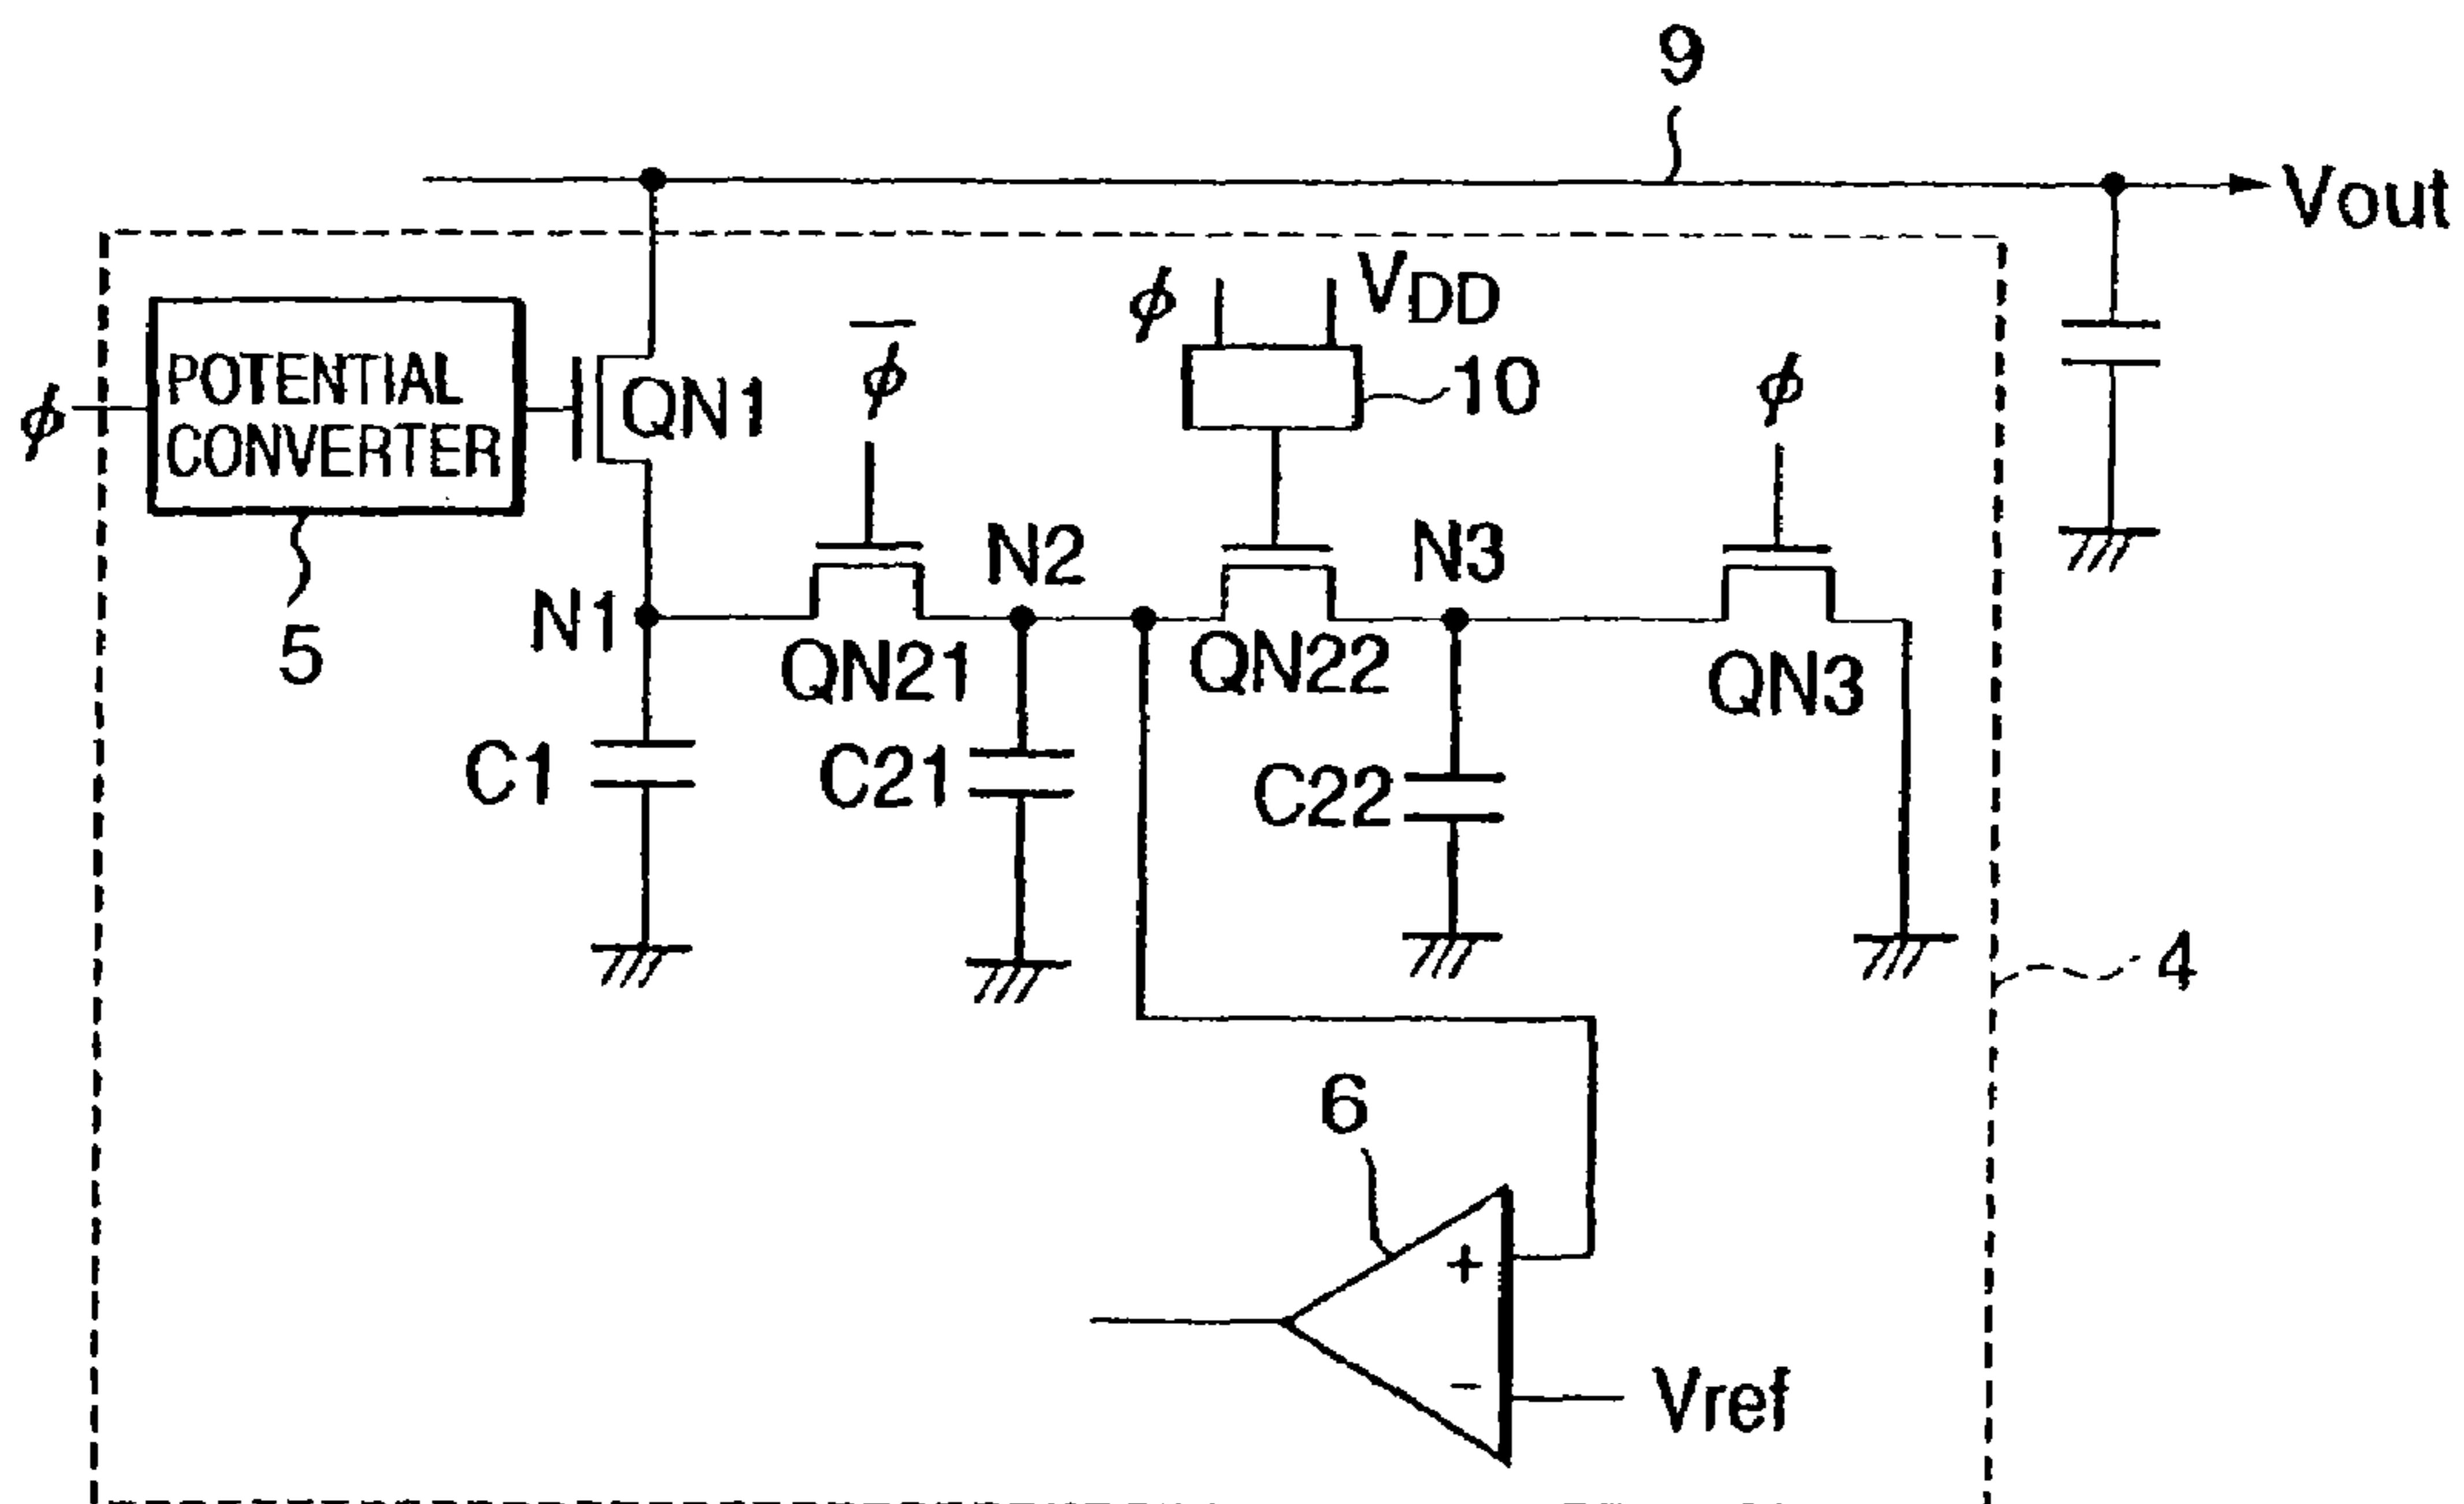 9
Vout
ϕ
VDD
ϕ̅
10
ϕ
ϕ
POTENTIAL
CONVERTER
QN1
5
N1
N2
N3
QN21
QN22
QN3
C1
C21
C22
4
6
+
−
Vref